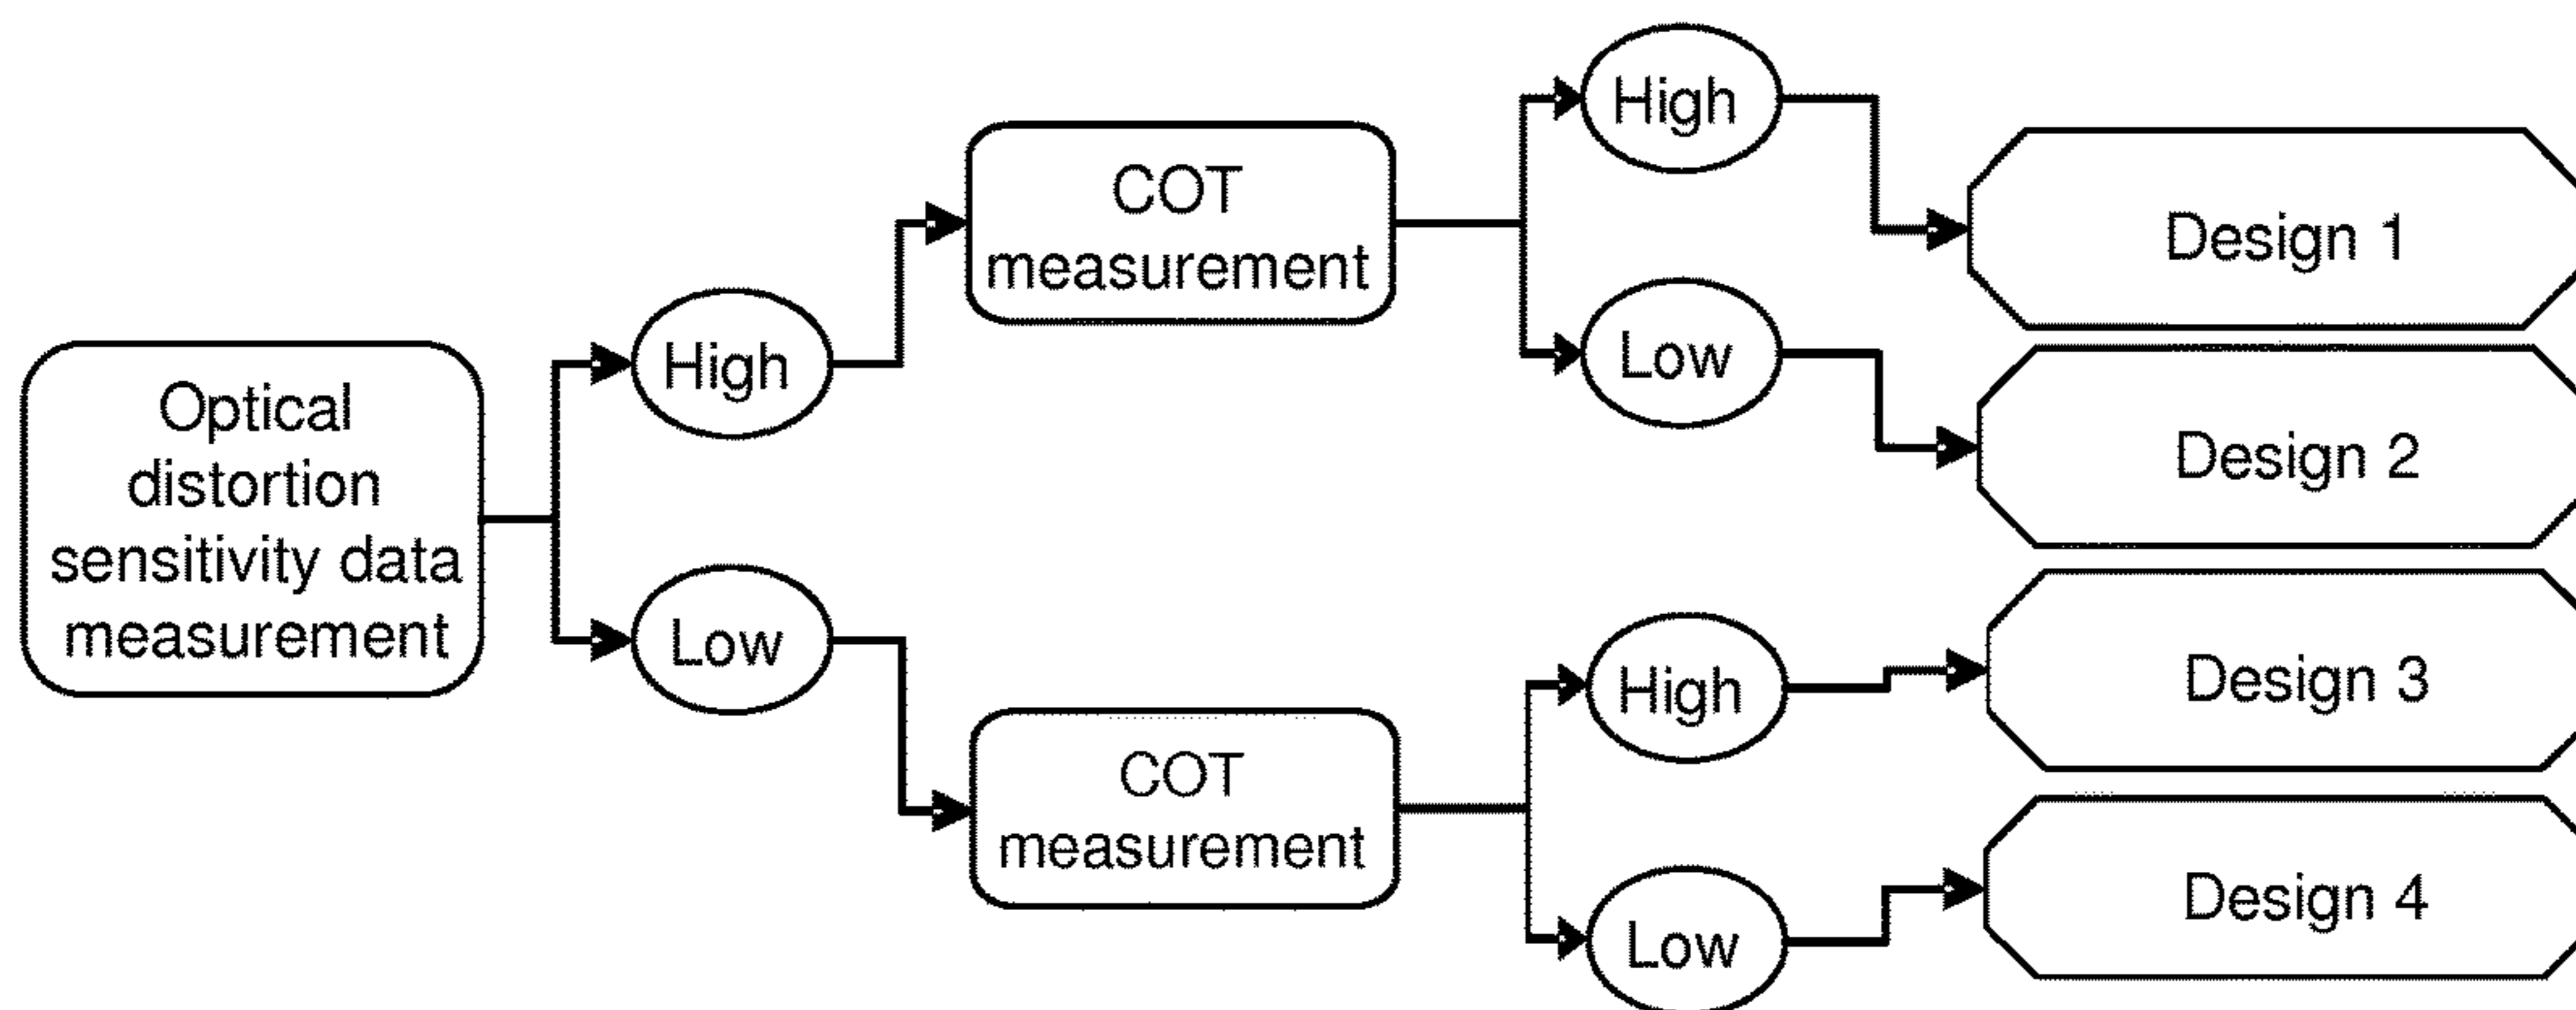 Optical
distortion
sensitivity data
measurement
High
Low
COT
measurement
COT
measurement
High
Low
High
Low
Design 1
Design 2
Design 3
Design 4